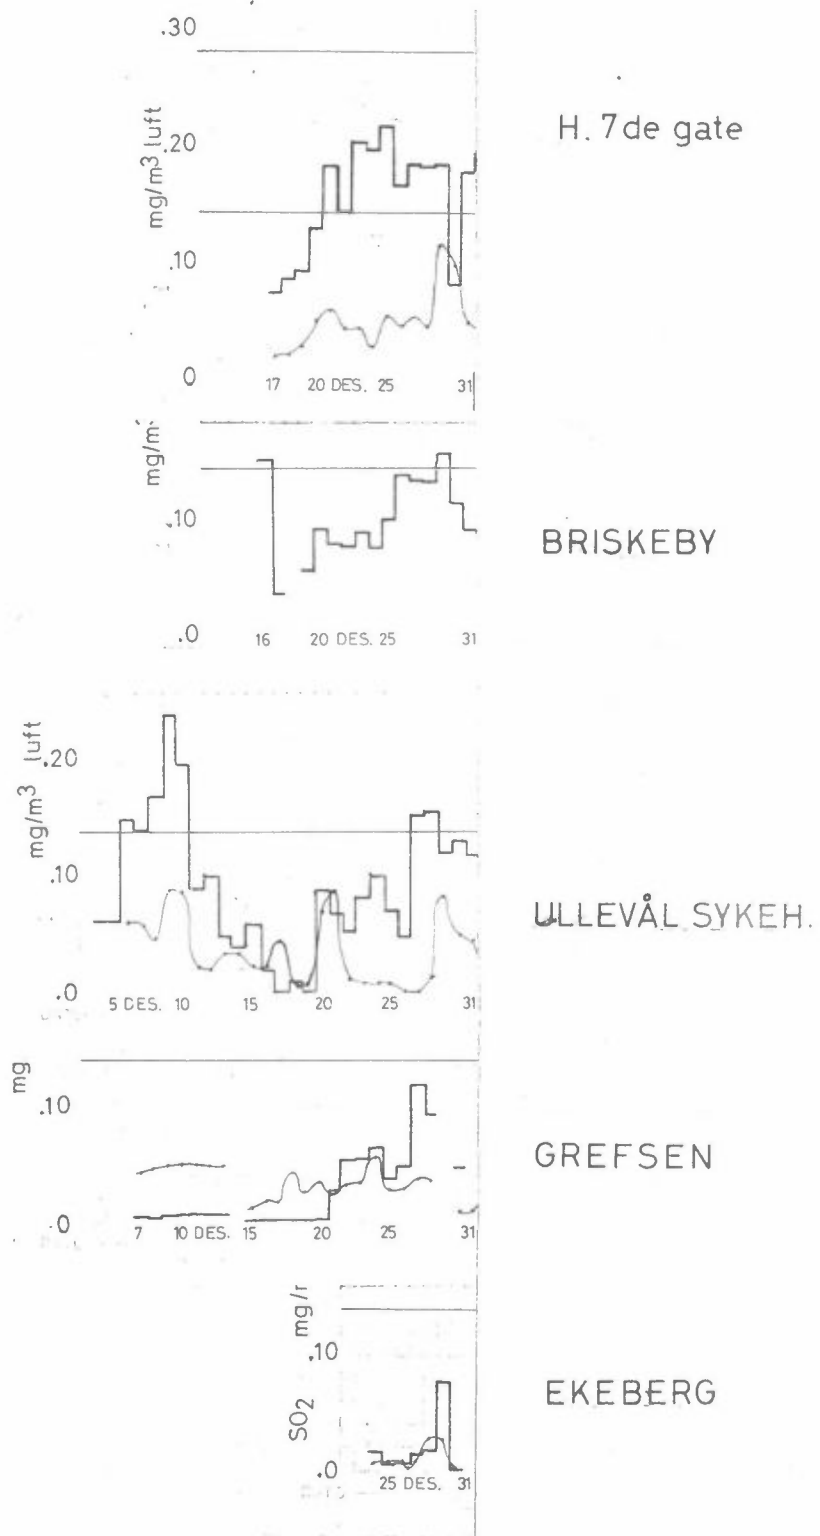 .30
mg/m3 luft
.20
H. 7de gate
.10
0
17 20 DES. 25 31
mg/m
.10
BRISKEBY
.0
16 20 DES. 25 31
mg/m3 luft
.20
.10
ULLEVÅL SYKEH.
.0
5 DES. 10 15 20 25 31
mg
.10
GREFSEN
.0
7 10 DES. 15 20 25 31
mg/
.10
EKEBERG
SO2
.0
25 DES. 31